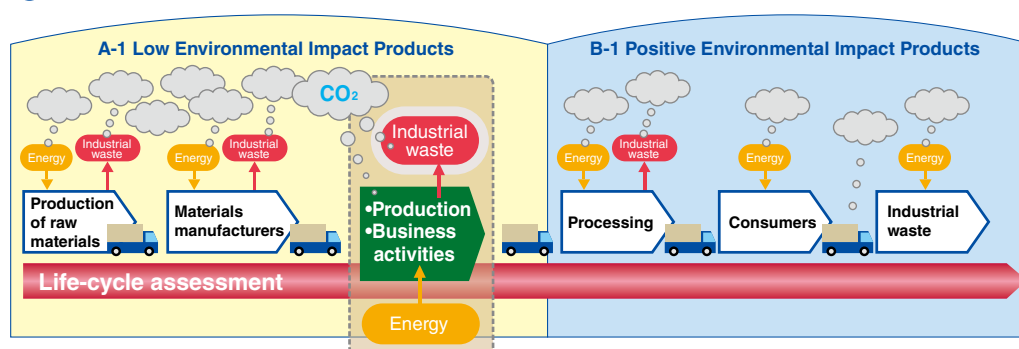 A-1 Low Environmental Impact Products
B-1 Positive Environmental Impact Products
CO₂
Energy
Industrial
waste
Energy
Industrial
waste
Industrial
waste
Energy
Industrial
waste
Energy
Energy
Production
of raw
materials
Materials
manufacturers
•Production
•Business
activities
Processing
Consumers
Industrial
waste
Life-cycle assessment
Energy